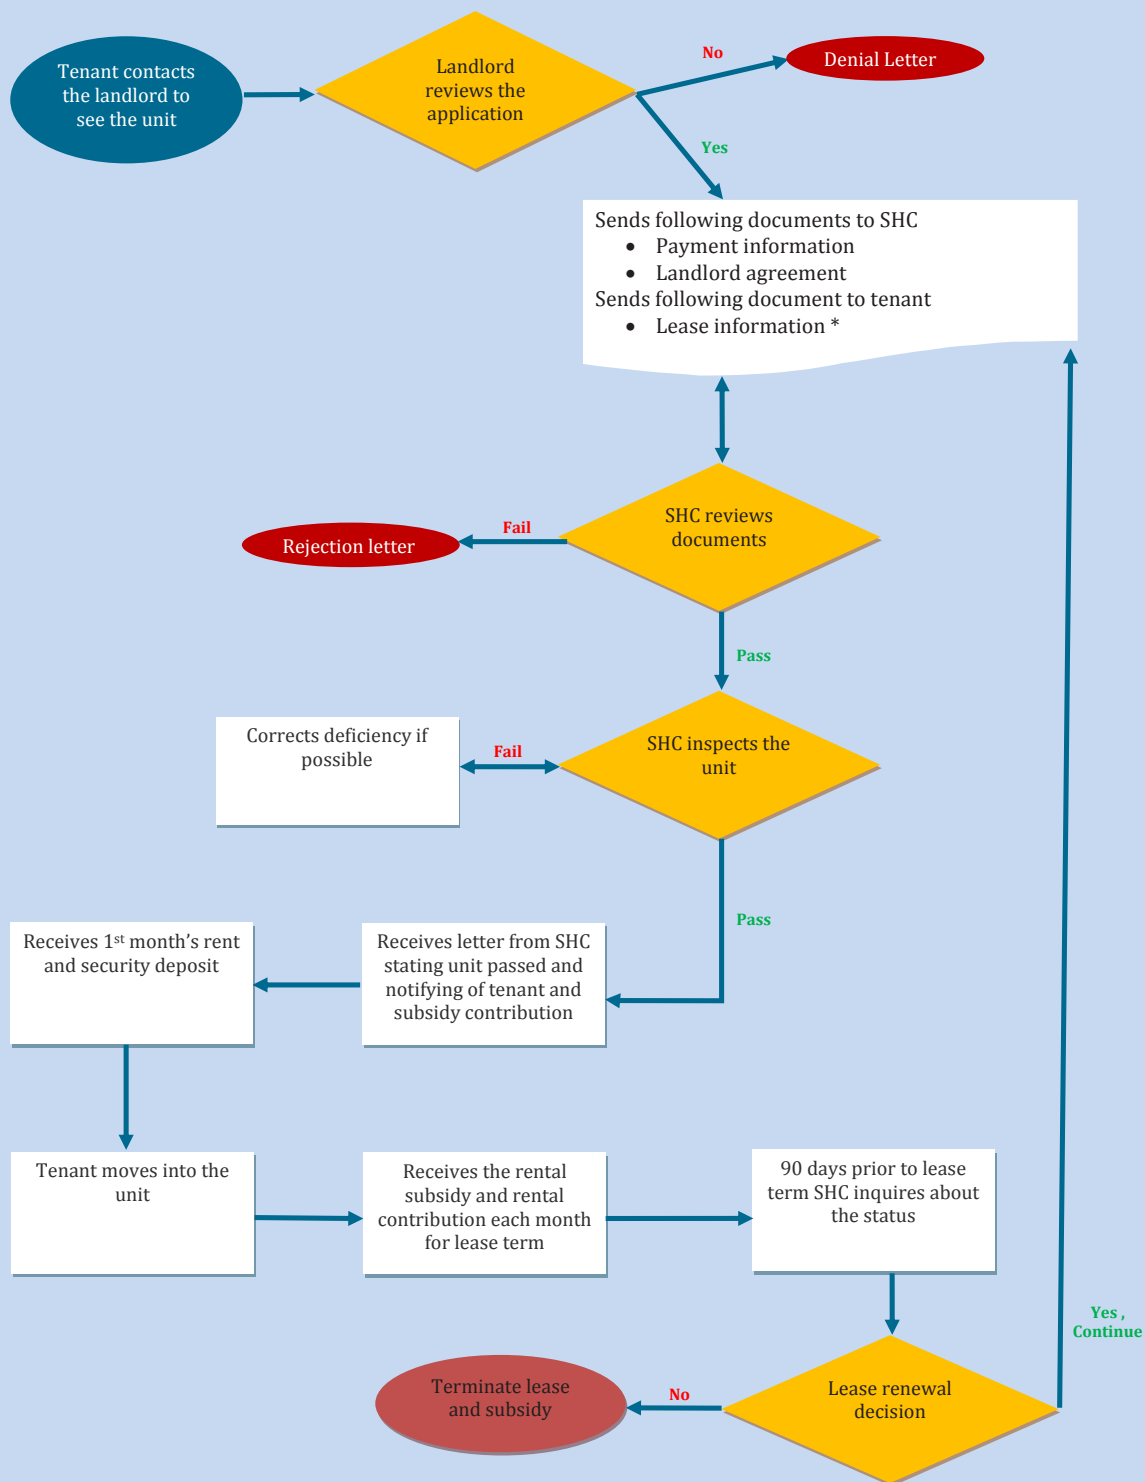 Tenant contacts
the landlord to
see the unit
Landlord
reviews the
application
No
Denial Letter
Yes
Sends following documents to SHC
• Payment information
• Landlord agreement
Sends following document to tenant
• Lease information *
SHC reviews
documents
Fail
Rejection letter
Pass
SHC inspects the
unit
Fail
Corrects deficiency if
possible
Pass
Receives letter from SHC
stating unit passed and
notifying of tenant and
subsidy contribution
Receives 1st month’s rent
and security deposit
Tenant moves into the
unit
Receives the rental
subsidy and rental
contribution each month
for lease term
90 days prior to lease
term SHC inquires about
the status
Lease renewal
decision
No
Terminate lease
and subsidy
Yes ,
Continue